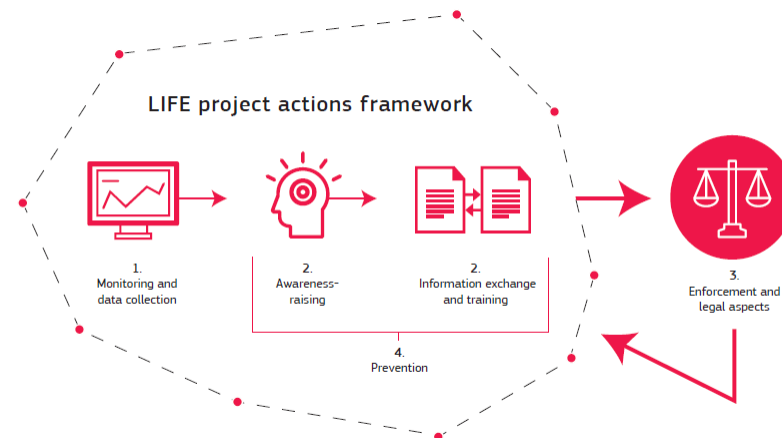 LIFE project actions framework
1.
Monitoring and
data collection
2.
Awareness-
raising
2.
Information exchange
and training
3.
Enforcement and
legal aspects
4.
Prevention